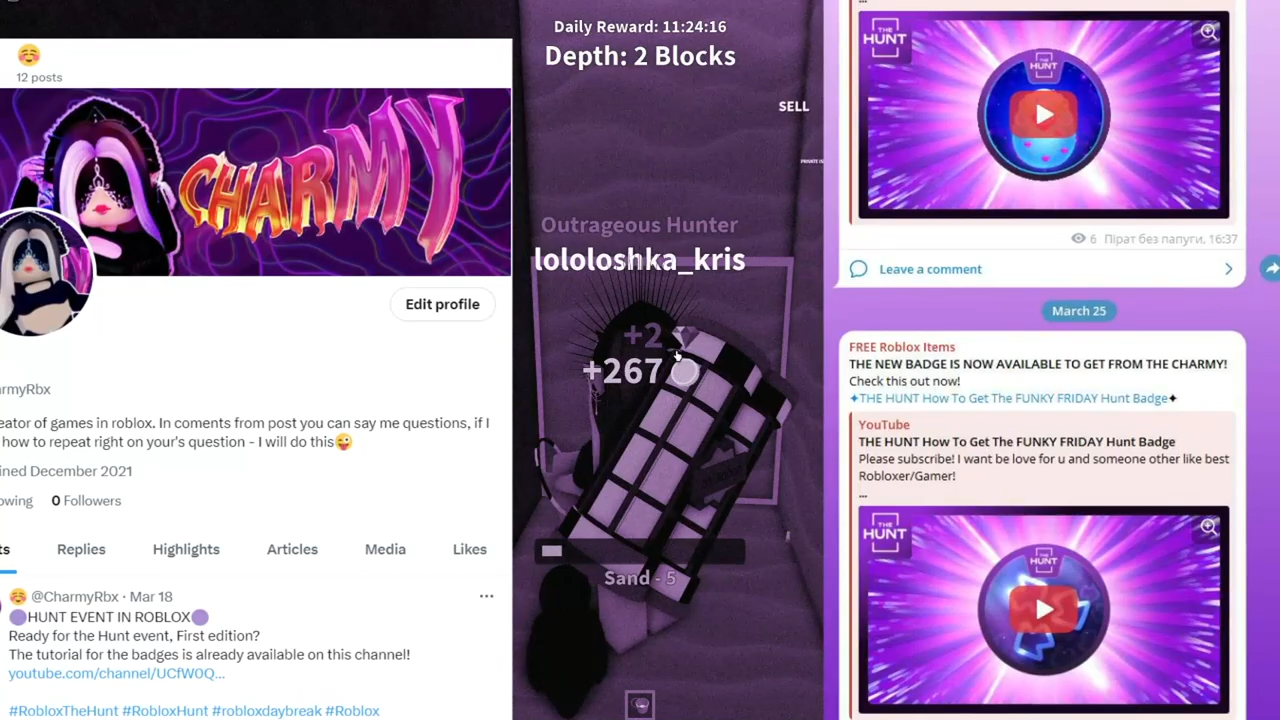 12 posts
CHARMY
Edit profile
armyRbx
eator of games in roblox. In coments from post you can say me questions, if I
how to repeat right on your's question - I will do this😜
ined December 2021
owing 0 Followers
ts Replies Highlights Articles Media Likes
☺️ @CharmyRbx · Mar 18
🟣HUNT EVENT IN ROBLOX🟣
Ready for the Hunt event, First edition?
The tutorial for the badges is already available on this channel!
youtube.com/channel/UCfW0Q...
#RobloxTheHunt #RobloxHunt #robloxdaybreak #Roblox
Daily Reward: 11:24:16
Depth: 2 Blocks
SELL
Outrageous Hunter
lololoshka_kris
+2
+267
Sand - 5
...
THE HUNT
THE HUNT
6 Пірат без папуги, 16:37
Leave a comment
March 25
FREE Roblox Items
THE NEW BADGE IS NOW AVAILABLE TO GET FROM THE CHARMY!
Check this out now!
✦THE HUNT How To Get The FUNKY FRIDAY Hunt Badge✦
YouTube
THE HUNT How To Get The FUNKY FRIDAY Hunt Badge
Please subscribe! I want be love for u and someone other like best
Robloxer/Gamer!
...
THE HUNT
THE HUNT